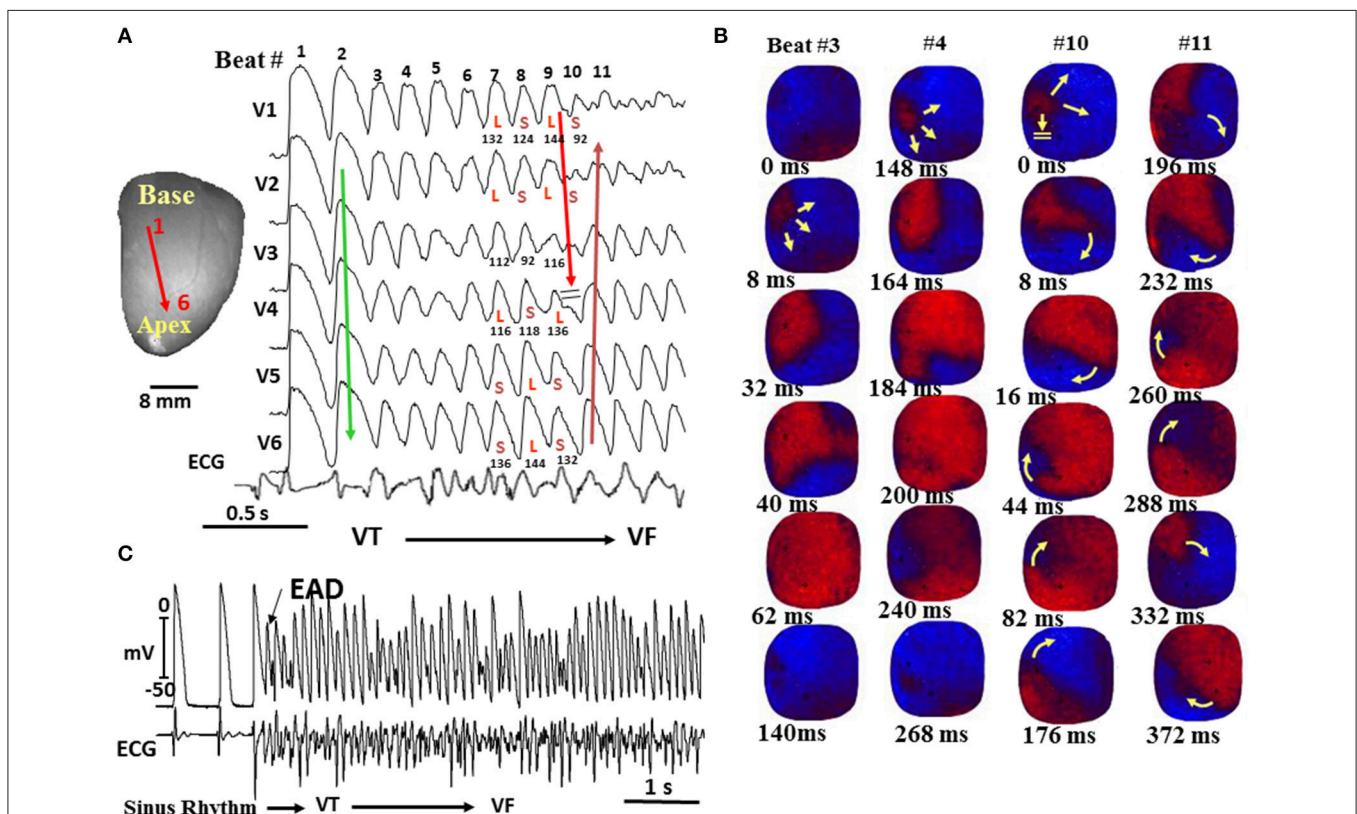 A
Beat #
1 2 3 4 5 6 7 8 9 10 11
V1
L S L S
132 124 144 92
V2
L S L S
V3
112 92 116
V4
L S L
116 118 136
V5
S L S
V6
S L S
136 144 132
ECG
0.5 s
VT VF
Base
1
6
Apex
8 mm
B
Beat #3 #4 #10 #11
0 ms 148 ms 0 ms 196 ms
8 ms 164 ms 8 ms 232 ms
32 ms 184 ms 16 ms 260 ms
40 ms 200 ms 44 ms 288 ms
62 ms 240 ms 82 ms 332 ms
140ms 268 ms 176 ms 372 ms
C
EAD
0
mV
-50
ECG
1 s
Sinus Rhythm VT VF